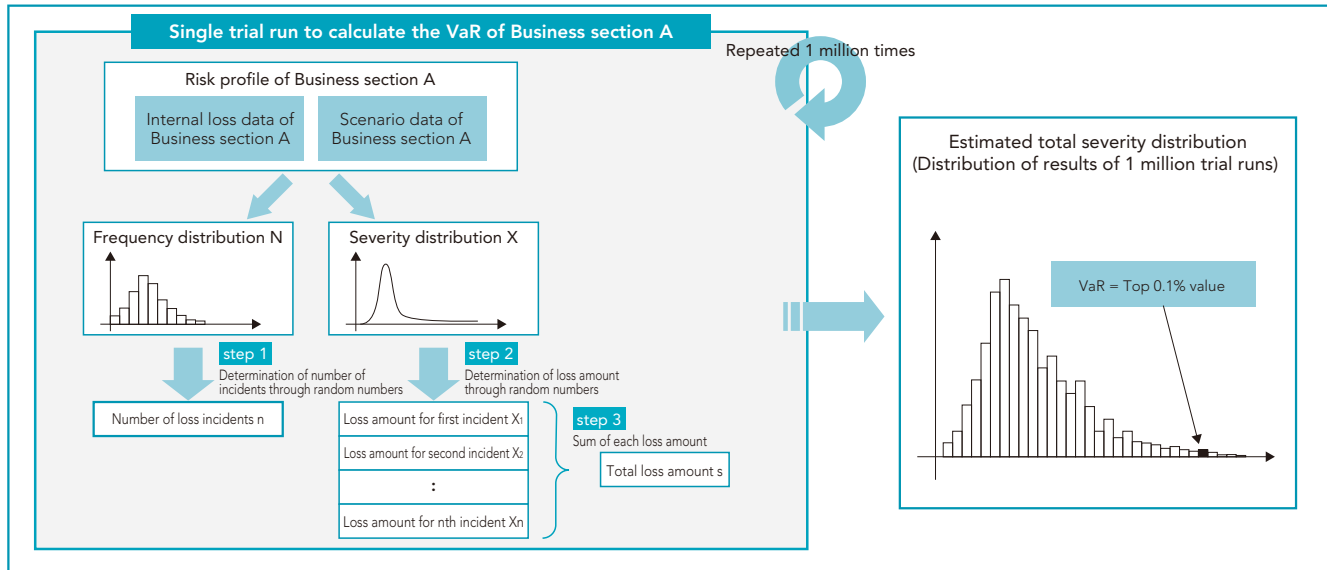 Single trial run to calculate the VaR of Business section A
Repeated 1 million times
Risk profile of Business section A
Internal loss data of
Business section A
Scenario data of
Business section A
Frequency distribution N
Severity distribution X
step 1
Determination of number of
incidents through random numbers
step 2
Determination of loss amount
through random numbers
Number of loss incidents n
Loss amount for first incident X1
Loss amount for second incident X2
:
Loss amount for nth incident Xn
step 3
Sum of each loss amount
Total loss amount s
Estimated total severity distribution
(Distribution of results of 1 million trial runs)
VaR = Top 0.1% value